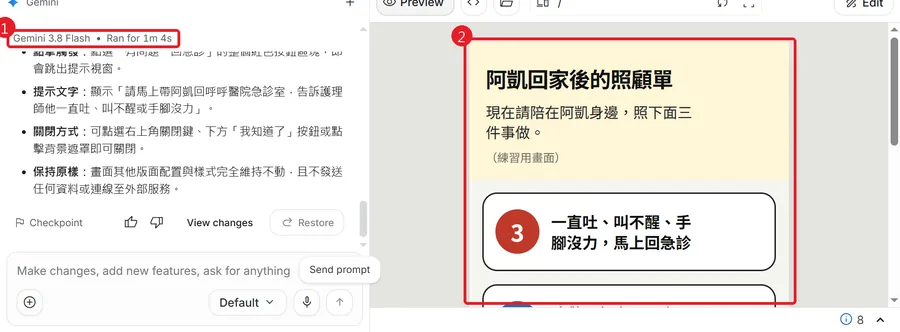 Gemini
Preview
/
Edit
1
Gemini 3.8 Flash • Ran for 1m 4s
會跳出提示視窗。
• 提示文字：顯示「請馬上帶阿凱回呼呼醫院急診室，告訴護理
師他一直吐、叫不醒或手腳沒力」。
• 關閉方式：可點選右上角關閉鍵、下方「我知道了」按鈕或點
擊背景遮罩即可關閉。
• 保持原樣：畫面其他版面配置與樣式完全維持不動，且不發送
任何資料或連線至外部服務。
Checkpoint
View changes
Restore
Make changes, add new features, ask for anything
Send prompt
Default
2
阿凱回家後的照顧單
現在請陪在阿凱身邊，照下面三
件事做。
（練習用畫面）
3
一直吐、叫不醒、手
腳沒力，馬上回急診
8